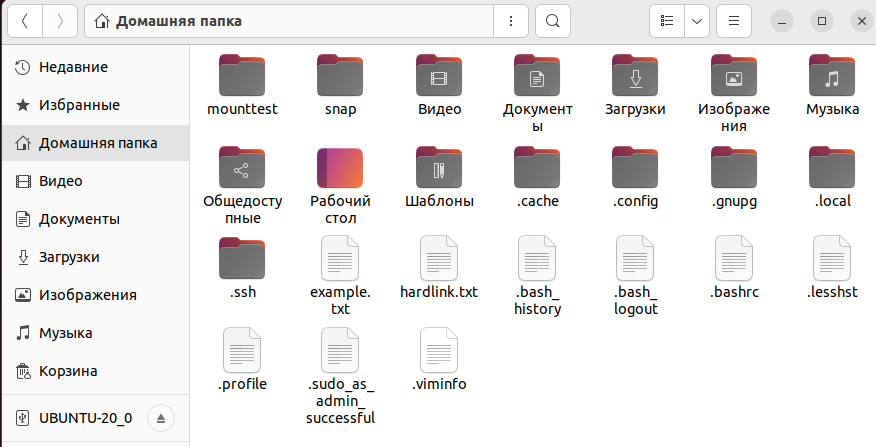 Домашняя папка
Недавние
Избранные
Домашняя папка
Видео
Документы
Загрузки
Изображения
Музыка
Корзина
UBUNTU-20_0
mounttest
snap
Видео
Документ
ы
Загрузки
Изображе
ния
Музыка
Общедосту
пные
Рабочий
стол
Шаблоны
.cache
.config
.gnupg
.local
.ssh
example.
txt
hardlink.txt
.bash_
history
.bash_
logout
.bashrc
.lesshst
.profile
.sudo_as_
admin_
successful
.viminfo